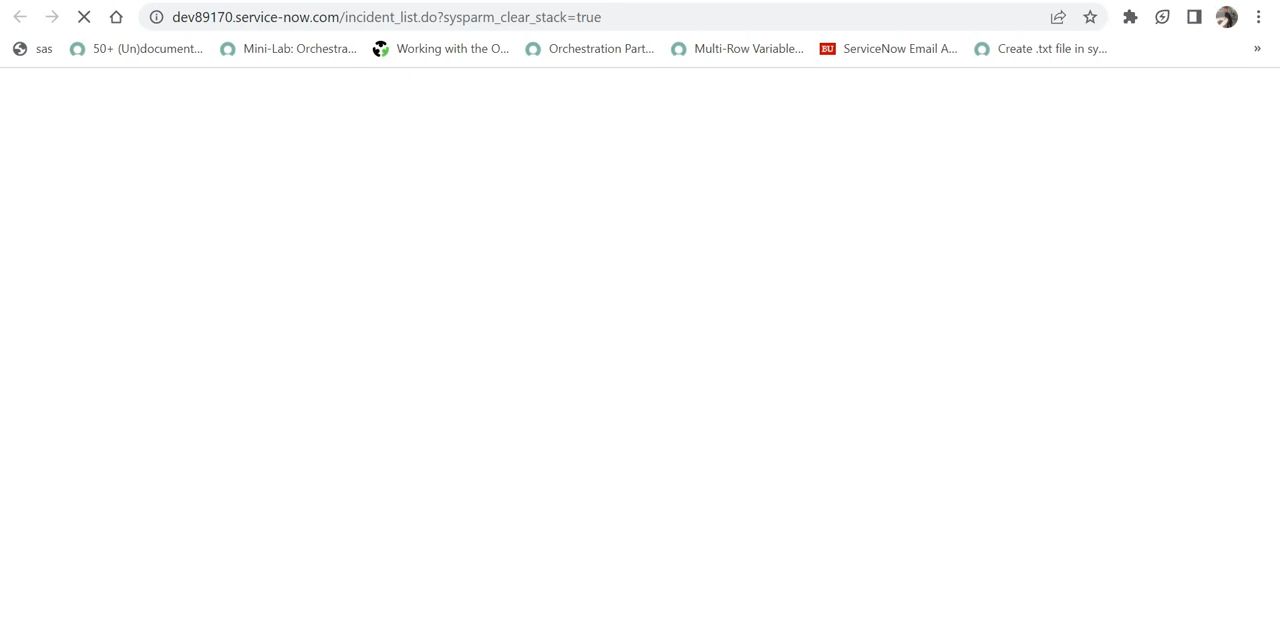 dev89170.service-now.com/incident_list.do?sysparm_clear_stack=true
sas 50+ (Un)document... Mini-Lab: Orchestra... Working with the O... Orchestration Part... Multi-Row Variable... BU ServiceNow Email A... Create .txt file in sy... »